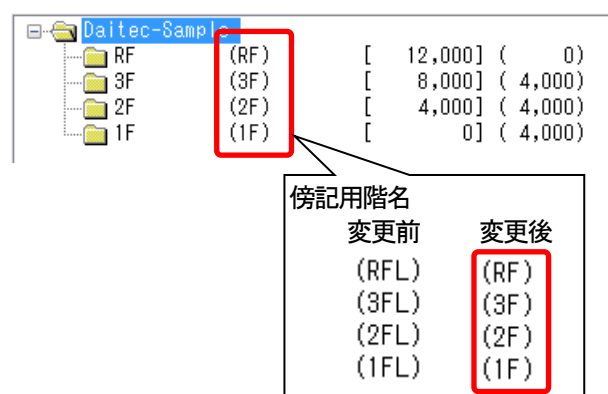 Daitec-Sample
RF (RF) [ 12,000] ( 0)
3F (3F) [ 8,000] ( 4,000)
2F (2F) [ 4,000] ( 4,000)
1F (1F) [ 0] ( 4,000)
傍記用階名
変更前 変更後
(RFL) (RF)
(3FL) (3F)
(2FL) (2F)
(1FL) (1F)